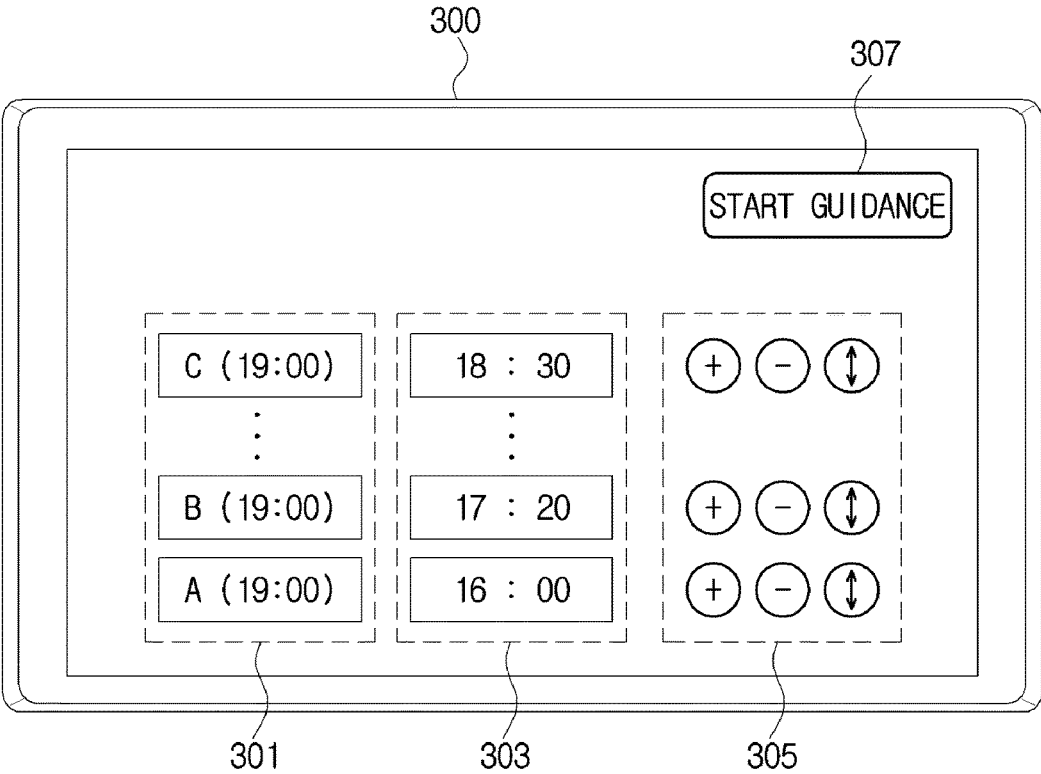 300
307
START GUIDANCE
C (19:00) 18 : 30 + -
B (19:00) 17 : 20 + -
A (19:00) 16 : 00 + -
301 303 305